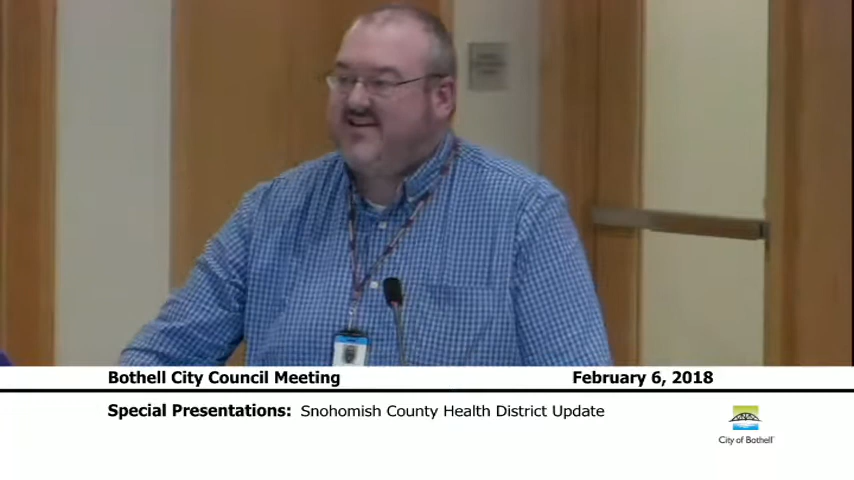 Bothell City Council Meeting February 6, 2018
Special Presentations: Snohomish County Health District Update
City of Bothell